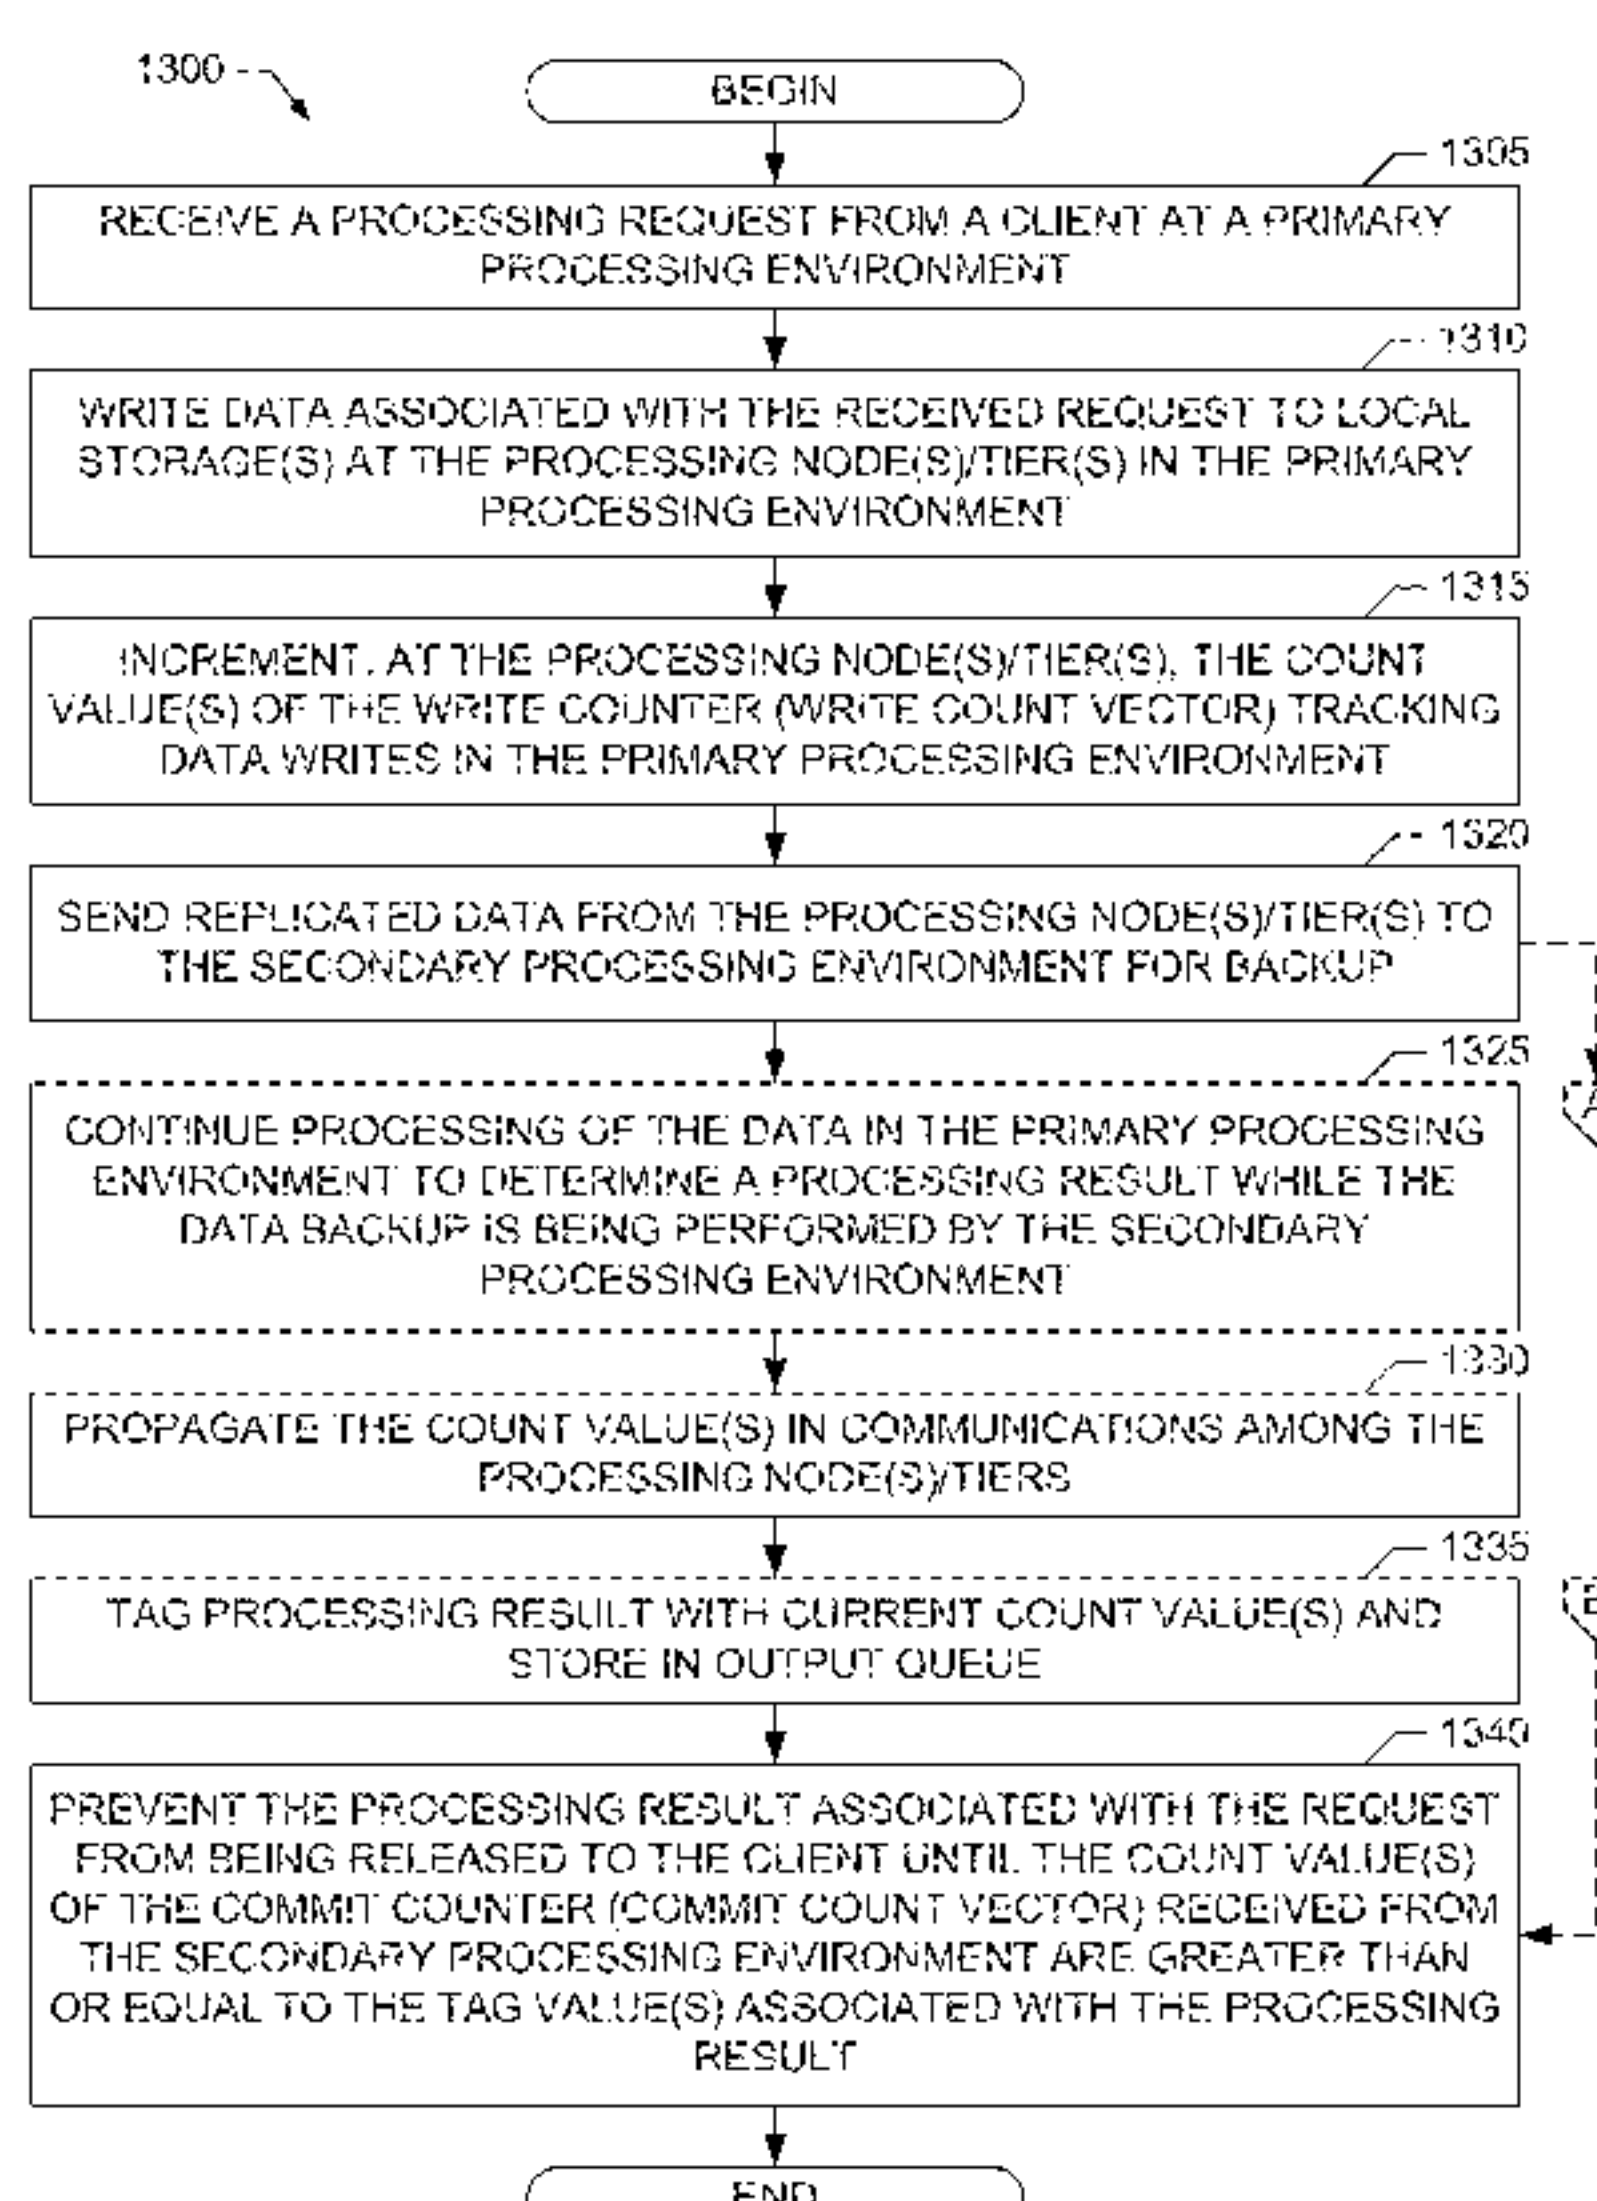 1300
BEGIN
1305
RECEIVE A PROCESSING REQUEST FROM A CLIENT AT A PRIMARY
PROCESSING ENVIRONMENT
1310
WRITE DATA ASSOCIATED WITH THE RECEIVED REQUEST TO LOCAL
STORAGE(S) AT THE PROCESSING NODE(S)/TIER(S) IN THE PRIMARY
PROCESSING ENVIRONMENT
1315
INCREMENT, AT THE PROCESSING NODE(S)/TIER(S), THE COUNT
VALUE(S) OF THE WRITE COUNTER (WRITE COUNT VECTOR) TRACKING
DATA WRITES IN THE PRIMARY PROCESSING ENVIRONMENT
1320
SEND REPLICATED DATA FROM THE PROCESSING NODE(S)/TIER(S) TO
THE SECONDARY PROCESSING ENVIRONMENT FOR BACKUP
1325
A
CONTINUE PROCESSING OF THE DATA IN THE PRIMARY PROCESSING
ENVIRONMENT TO DETERMINE A PROCESSING RESULT WHILE THE
DATA BACKUP IS BEING PERFORMED BY THE SECONDARY
PROCESSING ENVIRONMENT
1330
PROPAGATE THE COUNT VALUE(S) IN COMMUNICATIONS AMONG THE
PROCESSING NODE(S)/TIERS
1335
TAG PROCESSING RESULT WITH CURRENT COUNT VALUE(S) AND
STORE IN OUTPUT QUEUE
1340
PREVENT THE PROCESSING RESULT ASSOCIATED WITH THE REQUEST
FROM BEING RELEASED TO THE CLIENT UNTIL THE COUNT VALUE(S)
OF THE COMMIT COUNTER (COMMIT COUNT VECTOR) RECEIVED FROM
THE SECONDARY PROCESSING ENVIRONMENT ARE GREATER THAN
OR EQUAL TO THE TAG VALUE(S) ASSOCIATED WITH THE PROCESSING
RESULT
END